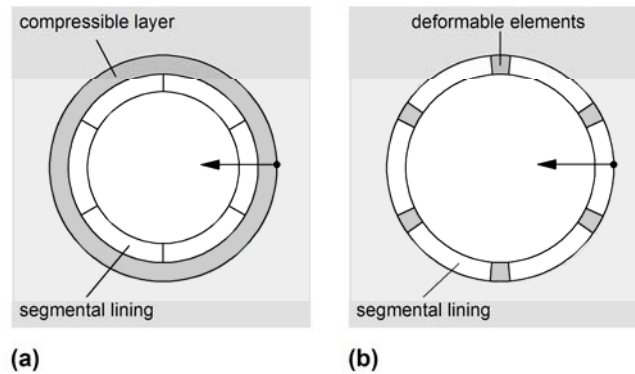 compressible layer
segmental lining
(a)
deformable elements
segmental lining
(b)